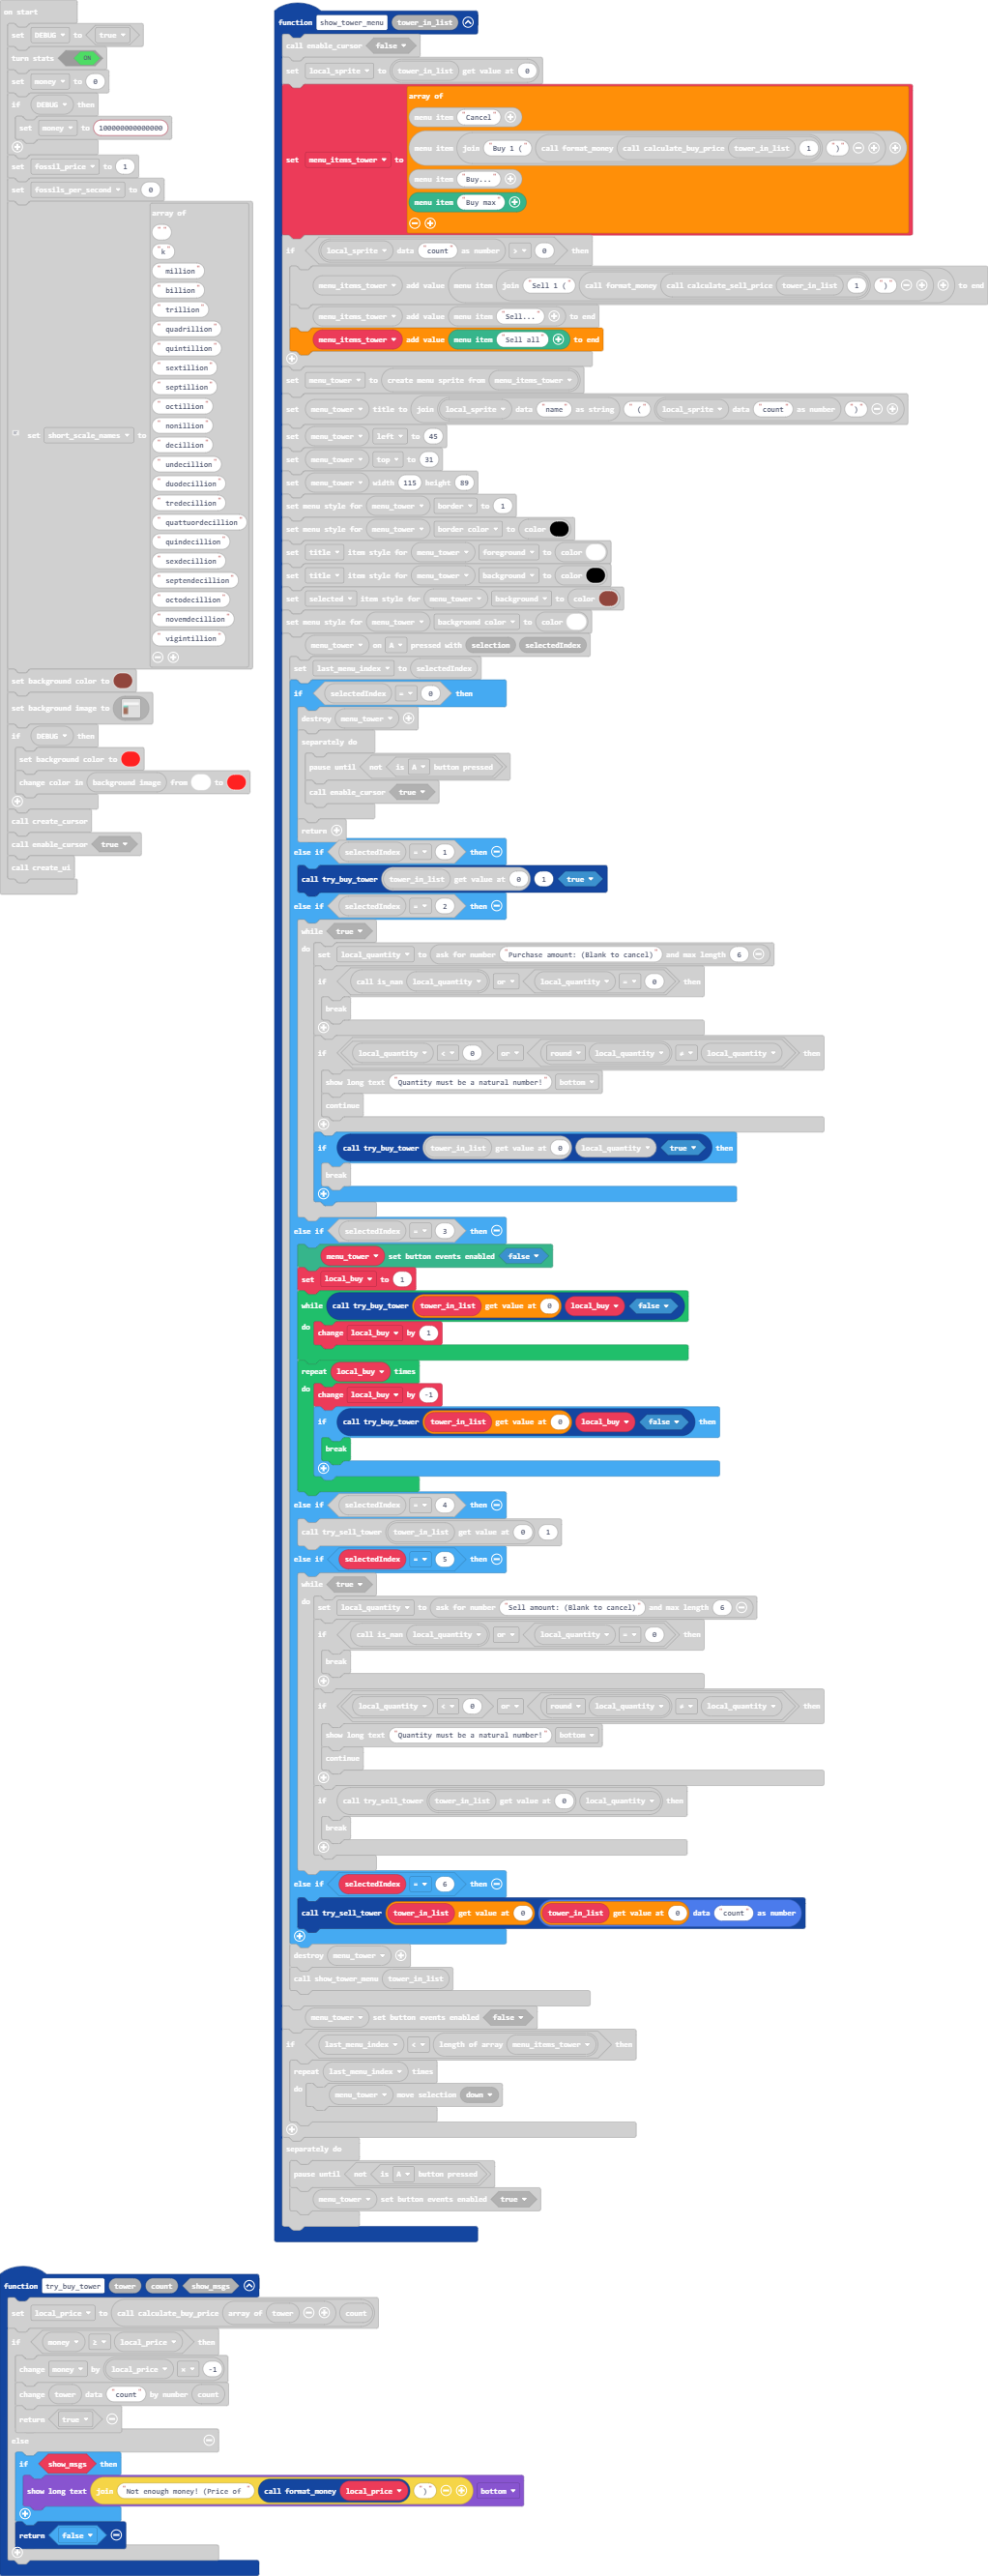 on start
set DEBUG to true
turn stats ON
set money to 0
if DEBUG then
set money to 100000000000000
set fossil_price to 1
set fossils_per_second to 0
array of
" "
"k"
" million"
" billion"
" trillion"
" quadrillion"
" quintillion"
" sextillion"
" septillion"
" octillion"
" nonillion"
" decillion"
" undecillion"
" duodecillion"
" tredecillion"
set short_scale_names to
" quattuordecillion"
" quindecillion"
" sexdecillion"
" septendecillion"
" octodecillion"
" novemdecillion"
" vigintillion"
set background color to
set background image to
if DEBUG then
set background color to
change color in background image from to
call create_cursor
call enable_cursor true
call create_ui
function show_tower_menu tower_in_list
call enable_cursor false
set local_sprite to tower_in_list get value at 0
array of
menu item "Cancel"
menu item join "Buy 1 (" call format_money call calculate_buy_price tower_in_list 1 ")"
set menu_items_tower to
menu item "Buy..."
menu item "Buy max"
if local_sprite data "count" as number > 0 then
menu_items_tower add value menu item join "Sell 1 (" call format_money call calculate_sell_price tower_in_list 1 ")" to end
menu_items_tower add value menu item "Sell..." to end
menu_items_tower add value menu item "Sell all" to end
set menu_tower to create menu sprite from menu_items_tower
set menu_tower title to join local_sprite data "name" as string " (" local_sprite data "count" as number ")"
set menu_tower left to 45
set menu_tower top to 31
set menu_tower width 115 height 89
set menu style for menu_tower border to 1
set menu style for menu_tower border color to color
set title item style for menu_tower foreground to color
set title item style for menu_tower background to color
set selected item style for menu_tower background to color
set menu style for menu_tower background color to color
menu_tower on A pressed with selection selectedIndex
set last_menu_index to selectedIndex
if selectedIndex = 0 then
destroy menu_tower
separately do
pause until not is A button pressed
call enable_cursor true
return
else if selectedIndex = 1 then
call try_buy_tower tower_in_list get value at 0 1 true
else if selectedIndex = 2 then
while true
do
set local_quantity to ask for number "Purchase amount: (Blank to cancel)" and max length 6
if call is_nan local_quantity or local_quantity = 0 then
break
if local_quantity < 0 or round local_quantity ≠ local_quantity then
show long text "Quantity must be a natural number!" bottom
continue
if call try_buy_tower tower_in_list get value at 0 local_quantity true then
break
else if selectedIndex = 3 then
menu_tower set button events enabled false
set local_buy to 1
while call try_buy_tower tower_in_list get value at 0 local_buy false
do
change local_buy by 1
repeat local_buy times
do
change local_buy by -1
if call try_buy_tower tower_in_list get value at 0 local_buy false then
break
else if selectedIndex = 4 then
call try_sell_tower tower_in_list get value at 0 1
else if selectedIndex = 5 then
while true
do
set local_quantity to ask for number "Sell amount: (Blank to cancel)" and max length 6
if call is_nan local_quantity or local_quantity = 0 then
break
if local_quantity < 0 or round local_quantity ≠ local_quantity then
show long text "Quantity must be a natural number!" bottom
continue
if call try_sell_tower tower_in_list get value at 0 local_quantity then
break
else if selectedIndex = 6 then
call try_sell_tower tower_in_list get value at 0 tower_in_list get value at 0 data "count" as number
destroy menu_tower
call show_tower_menu tower_in_list
menu_tower set button events enabled false
if last_menu_index < length of array menu_items_tower then
repeat last_menu_index times
do
menu_tower move selection down
separately do
pause until not is A button pressed
menu_tower set button events enabled true
function try_buy_tower tower count show_msgs
set local_price to call calculate_buy_price array of tower count
if money ≥ local_price then
change money by local_price × -1
change tower data "count" by number count
return true
else
if show_msgs then
show long text join "Not enough money! (Price of " call format_money local_price ")" bottom
return false